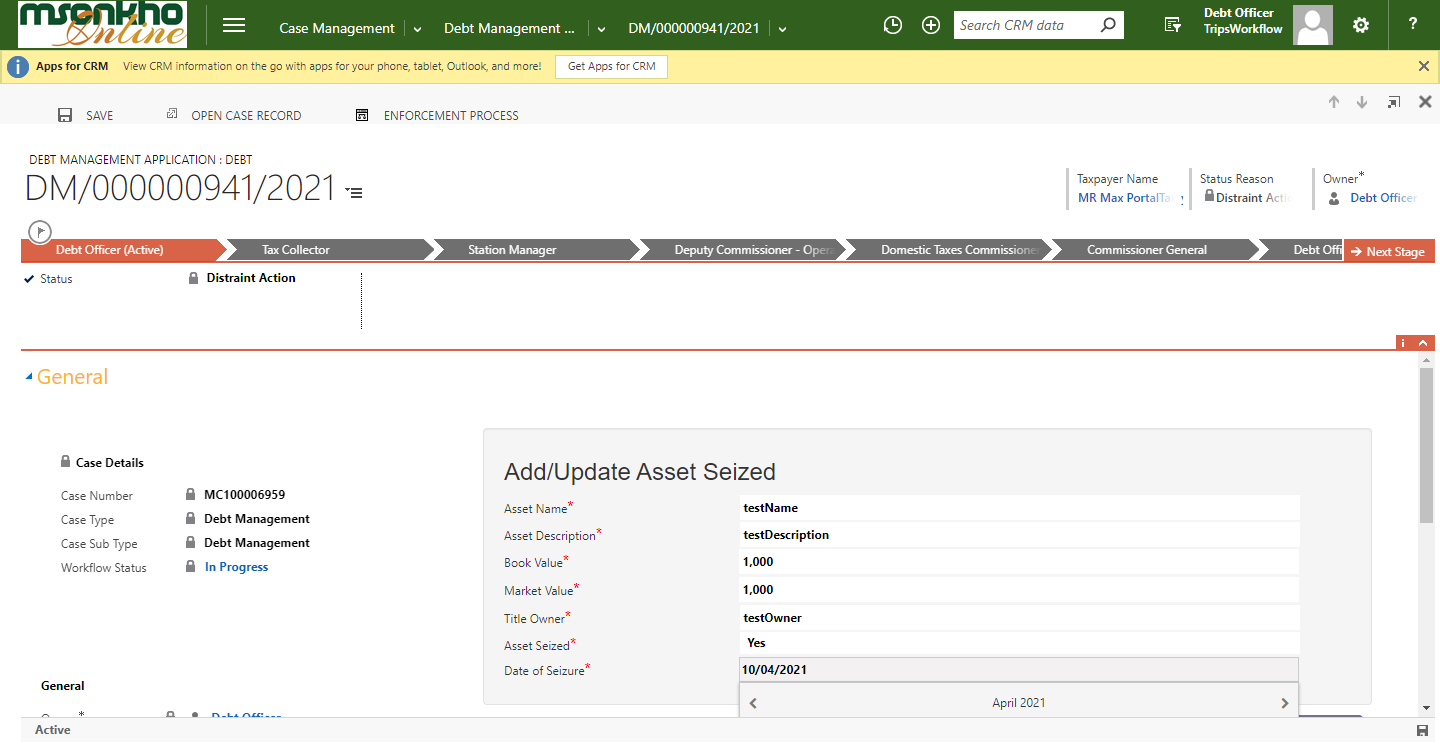 msonkho Online
Case Management
Debt Management ...
DM/000000941/2021
Search CRM data
Debt Officer
TripsWorkflow
?
i Apps for CRM View CRM information on the go with apps for your phone, tablet, Outlook, and more! Get Apps for CRM
SAVE OPEN CASE RECORD ENFORCEMENT PROCESS
DEBT MANAGEMENT APPLICATION : DEBT
DM/000000941/2021
Taxpayer Name
MR Max PortalTa
Status Reason
Distraint Actio
Owner*
Debt Officer
Debt Officer (Active) Tax Collector Station Manager Deputy Commissioner - Oper Domestic Taxes Commissioner Commissioner General Debt Offi Next Stage
Status Distraint Action
i
General
Case Details
Case Number MC100006959
Case Type Debt Management
Case Sub Type Debt Management
Workflow Status In Progress
Add/Update Asset Seized
Asset Name* testName
Asset Description* testDescription
Book Value* 1,000
Market Value* 1,000
Title Owner* testOwner
Asset Seized* Yes
Date of Seizure* 10/04/2021
April 2021
General
Debt Officer
Active